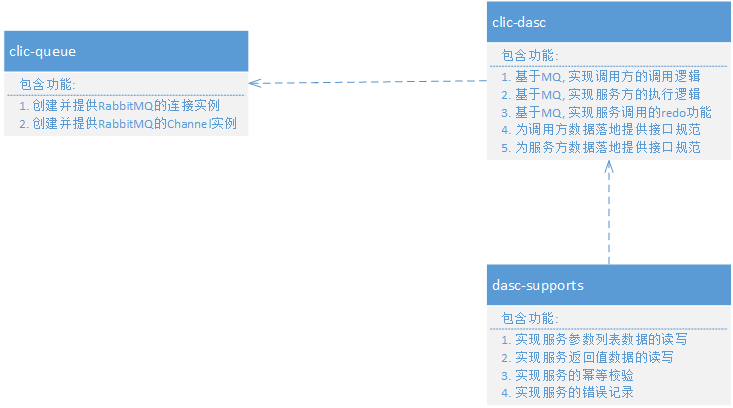 clic-queue
包含功能:
1. 创建并提供RabbitMQ的连接实例
2. 创建并提供RabbitMQ的Channel实例
clic-dasc
包含功能:
1. 基于MQ, 实现调用方的调用逻辑
2. 基于MQ, 实现服务方的执行逻辑
3. 基于MQ, 实现服务调用的redo功能
4. 为调用方数据落地提供接口规范
5. 为服务方数据落地提供接口规范
dasc-supports
包含功能:
1. 实现服务参数列表数据的读写
2. 实现服务返回值数据的读写
3. 实现服务的幂等校验
4. 实现服务的错误记录